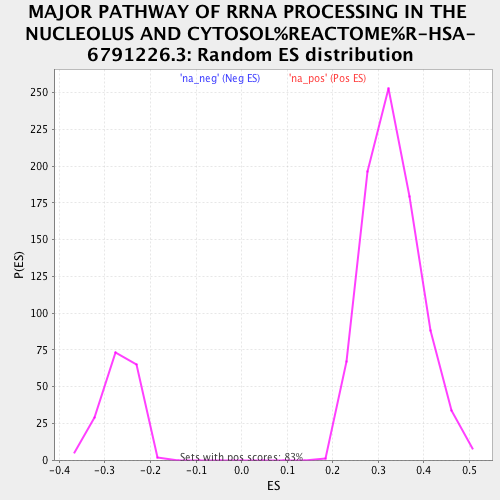 MAJOR PATHWAY OF RRNA PROCESSING IN THE
NUCLEOLUS AND CYTOSOL%REACTOME%R-HSA-
6791226.3: Random ES distribution
'na_neg' (Neg ES) 'na_pos' (Pos ES)
250
225
200
175
150
125
100
75
50
25
0
P(ES)
Sets with pos scores: 83%
-0.4 -0.3 -0.2 -0.1 0.0 0.1 0.2 0.3 0.4 0.5
ES